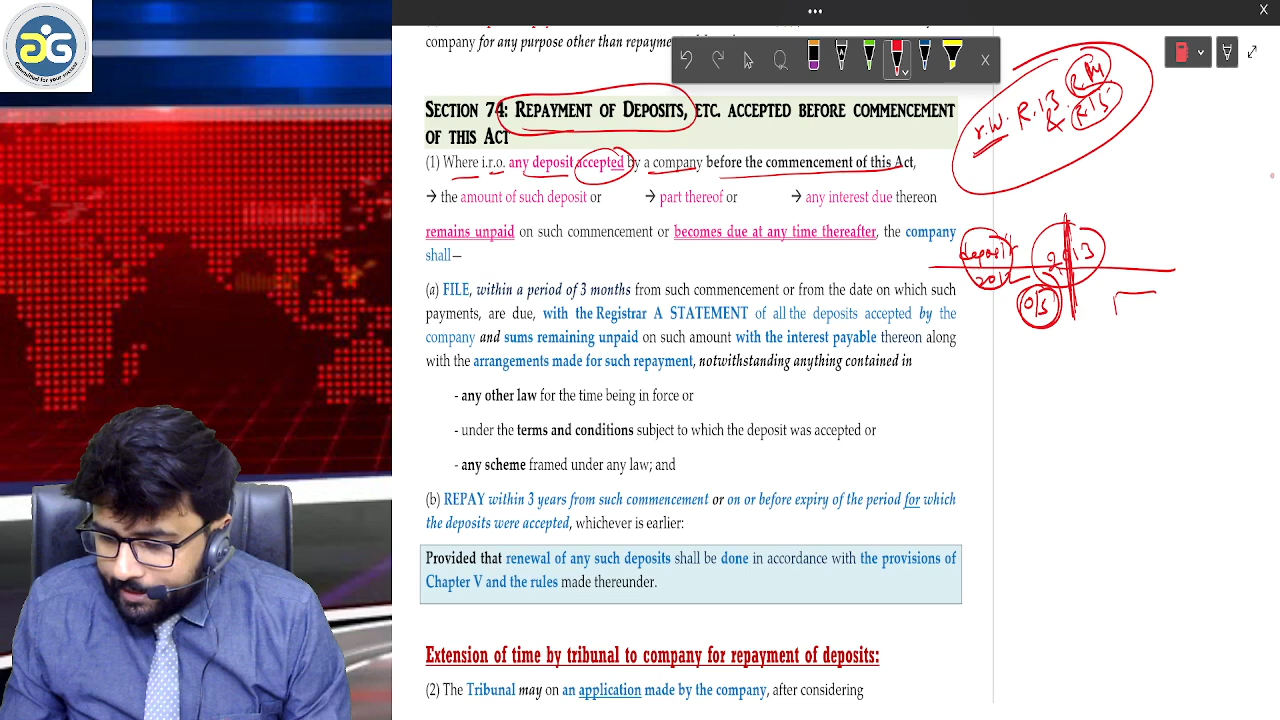 Committed for your success
company for any purpose other than
SECTION 74: REPAYMENT OF DEPOSITS, ETC. ACCEPTED BEFORE COMMENCEMENT
OF THIS ACT
(1) Where i.r.o. any deposit accepted by a company before the commencement of this Act,
→ the amount of such deposit or → part thereof or → any interest due thereon
remains unpaid on such commencement or becomes due at any time thereafter, the company
shall—
(a) FILE, within a period of 3 months from such commencement or from the date on which such
payments, are due, with the Registrar A STATEMENT of all the deposits accepted by the
company and sums remaining unpaid on such amount with the interest payable thereon along
with the arrangements made for such repayment, notwithstanding anything contained in
- any other law for the time being in force or
- under the terms and conditions subject to which the deposit was accepted or
- any scheme framed under any law; and
(b) REPAY within 3 years from such commencement or on or before expiry of the period for which
the deposits were accepted, whichever is earlier:
Provided that renewal of any such deposits shall be done in accordance with the provisions of
Chapter V and the rules made thereunder.
Extension of time by tribunal to company for repayment of deposits:
(2) The Tribunal may on an application made by the company, after considering
r.w. R.13 R.14
& R.15
deposit 2013
2012
O/S